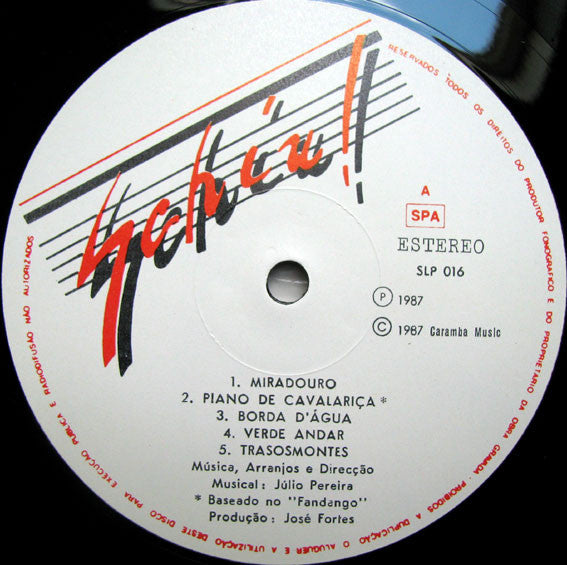 Schiu!
A
SPA
ESTEREO
SLP 016
P 1987
C 1987 Caramba Music
1. MIRADOURO
2. PIANO DE CAVALARIÇA *
3. BORDA D'ÁGUA
4. VERDE ANDAR
5. TRASOSMONTES
Música, Arranjos e Direcção
Musical: Júlio Pereira
* Baseado no "Fandango"
Produção: José Fortes
RESERVADOS TODOS OS DIREITOS DO PRODUTOR FONOGRÁFICO E DO PROPRIETÁRIO DA OBRA GRAVADA - PROIBIDOS A DUPLICAÇÃO O ALUGUER E A UTILIZAÇÃO DESTE DISCO PARA EXECUÇÃO PÚBLICA E RADIODIFUSÃO NÃO AUTORIZADOS